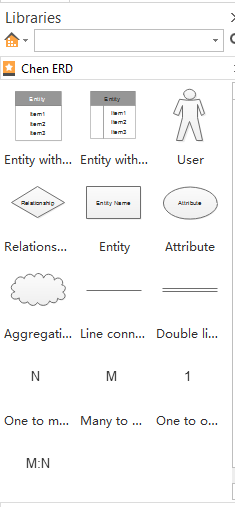 Libraries
Chen ERD
Entity
Item1
Item2
Item3
Entity
Item1
Item2
Item3
Entity with...
Entity with...
User
Relationship
Entity Name
Attribute
Relations...
Entity
Attribute
Aggregati...
Line conn...
Double li...
N
M
1
One to m...
Many to ...
One to o...
M:N